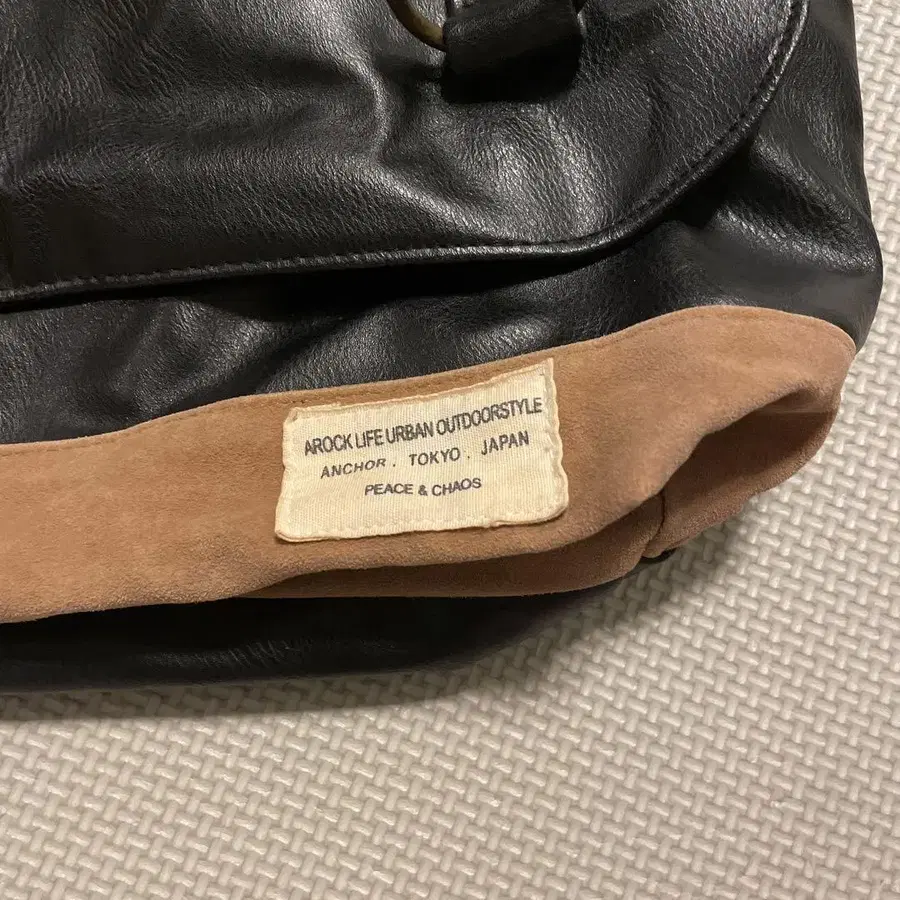 AROCK LIFE URBAN OUTDOORSTYLE
ANCHOR . TOKYO . JAPAN
PEACE & CHAOS